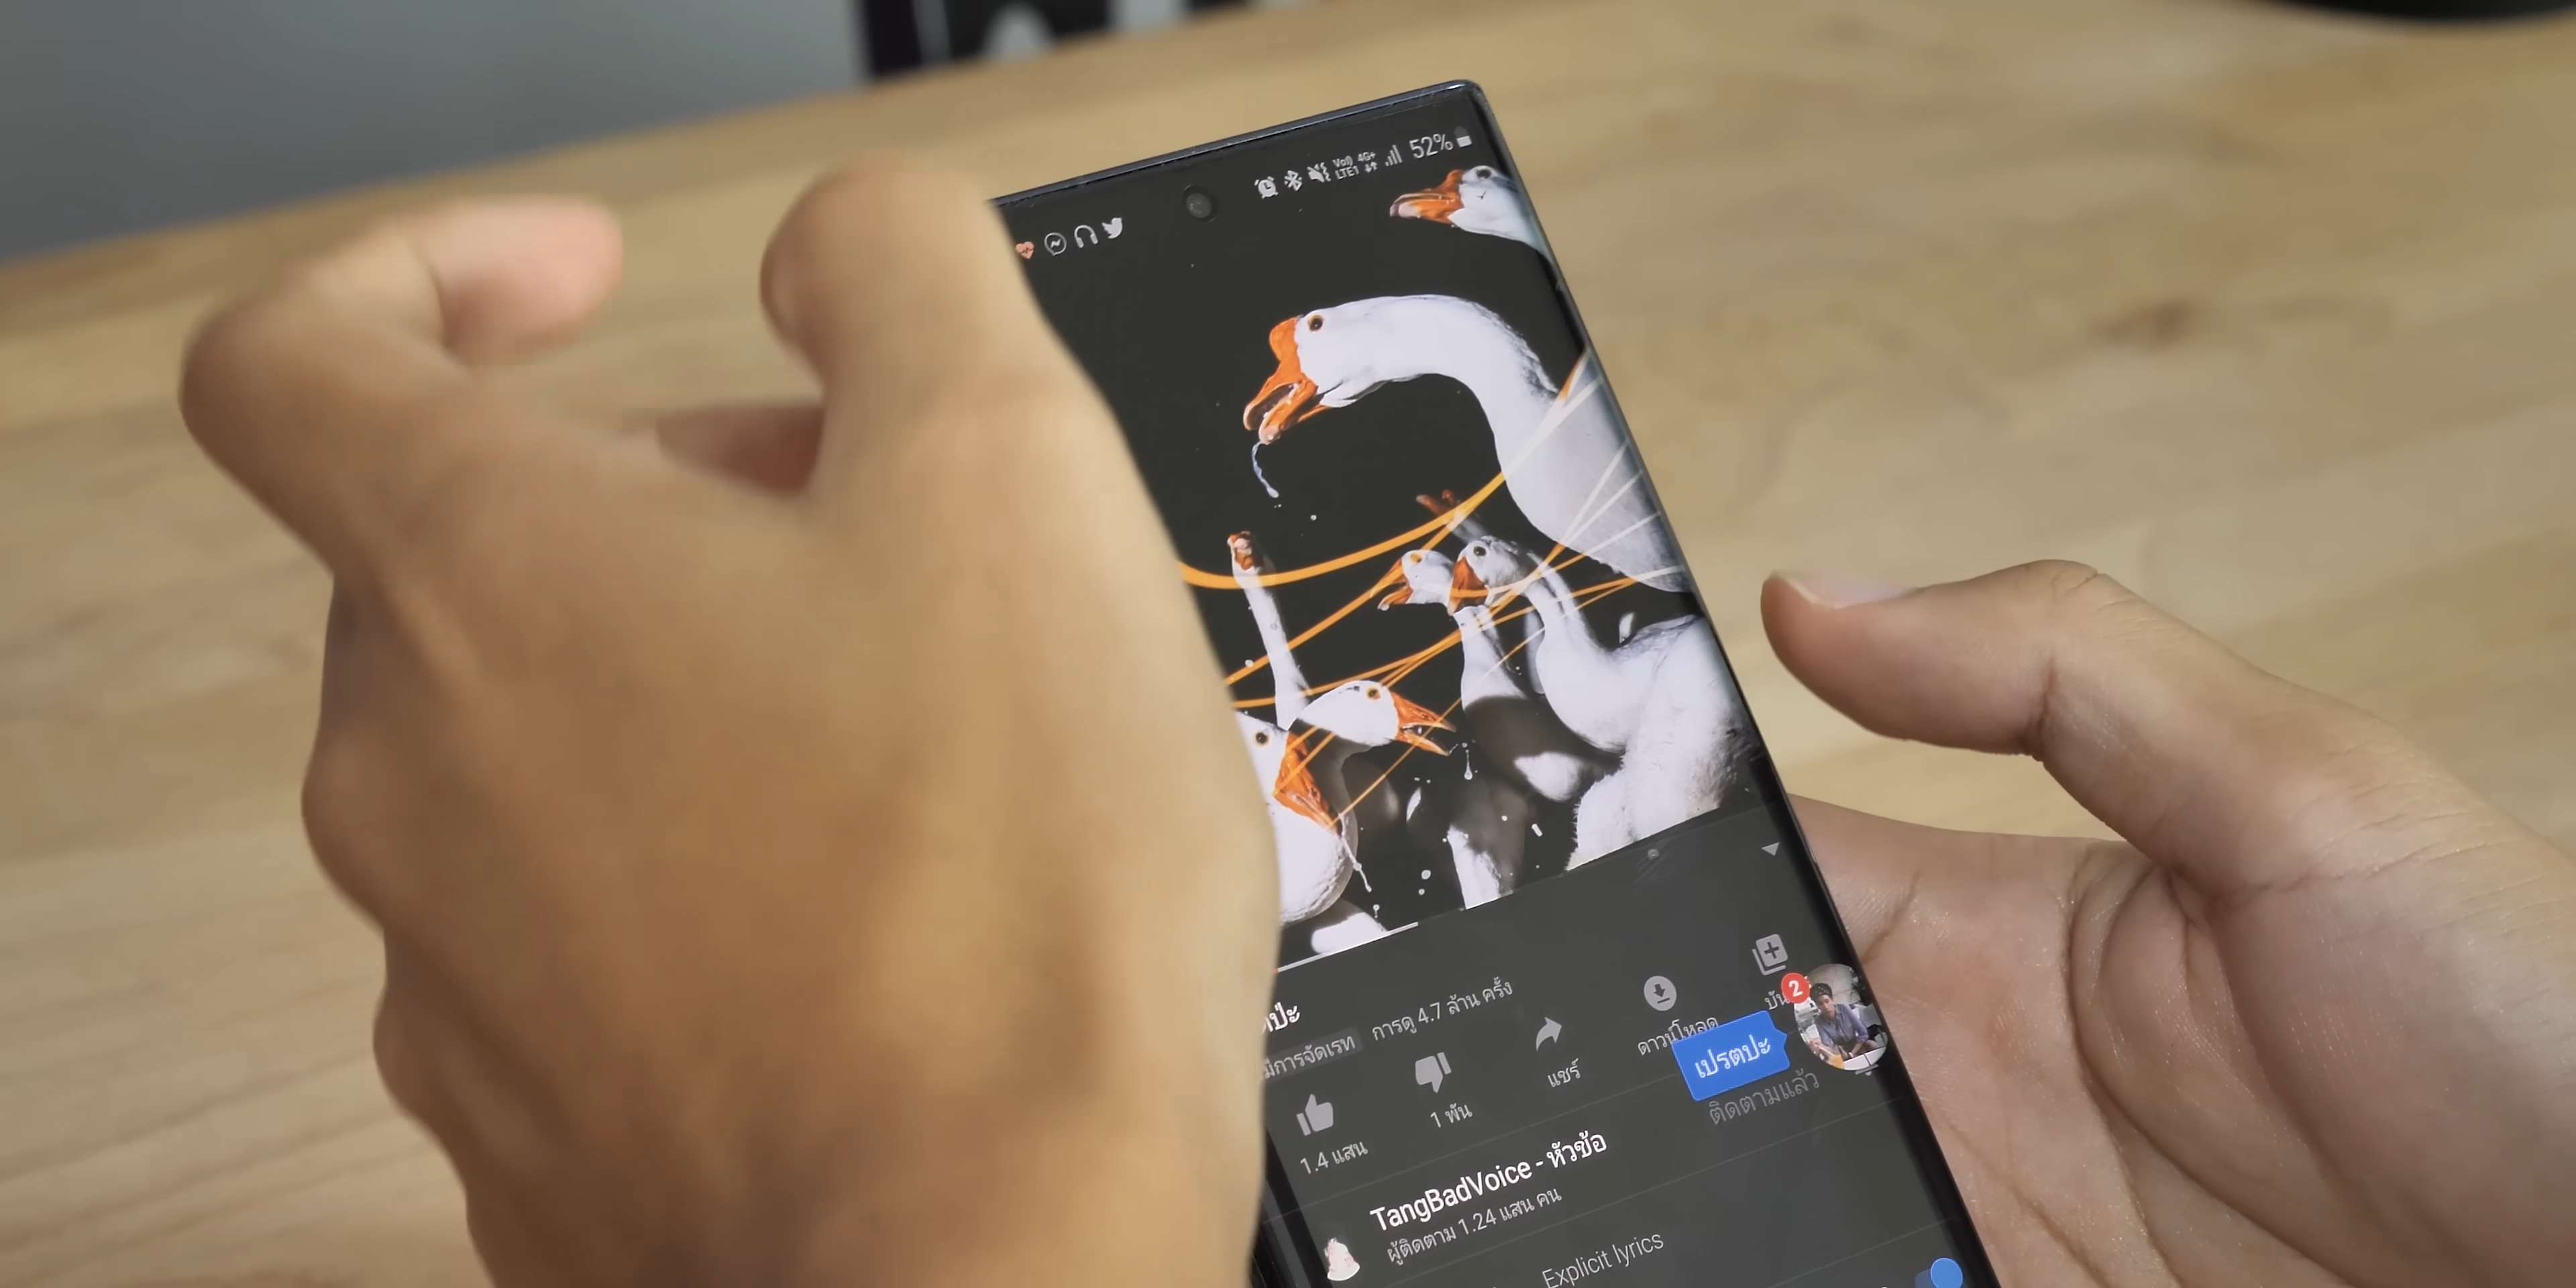 Vo))
LTE1
4G+
52%
ปะ
มีการจัดเรท
การดู 4.7 ล้าน ครั้ง
1.4 แสน
1 พัน
แชร์
ดาวน์โหลด
2
เปรตปะ
ติดตามแล้ว
TangBadVoice - หัวข้อ
ผู้ติดตาม 1.24 แสน คน
Explicit lyrics